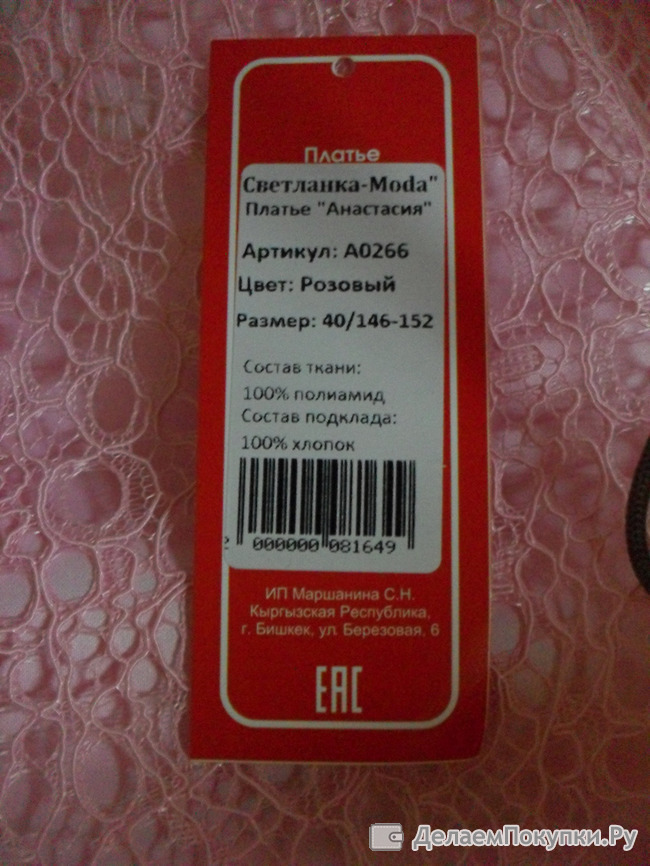 Платье
Светланка-Moda"
Платье "Анастасия"
Артикул: А0266
Цвет: Розовый
Размер: 40/146-152
Состав ткани:
100% полиамид
Состав подклада:
100% хлопок
2 000000 081649
ИП Маршанина С.Н.
Кыргызская Республика,
г. Бишкек, ул. Березовая, 6
EAC
ДелаемПокупки.Ру